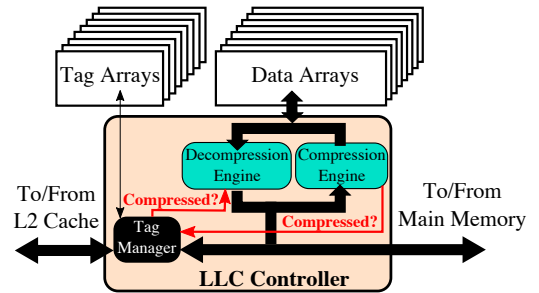 Tag Arrays
Data Arrays
Decompression
Engine
Compression
Engine
Compressed?
Compressed?
To/From
L2 Cache
Tag
Manager
To/From
Main Memory
LLC Controller